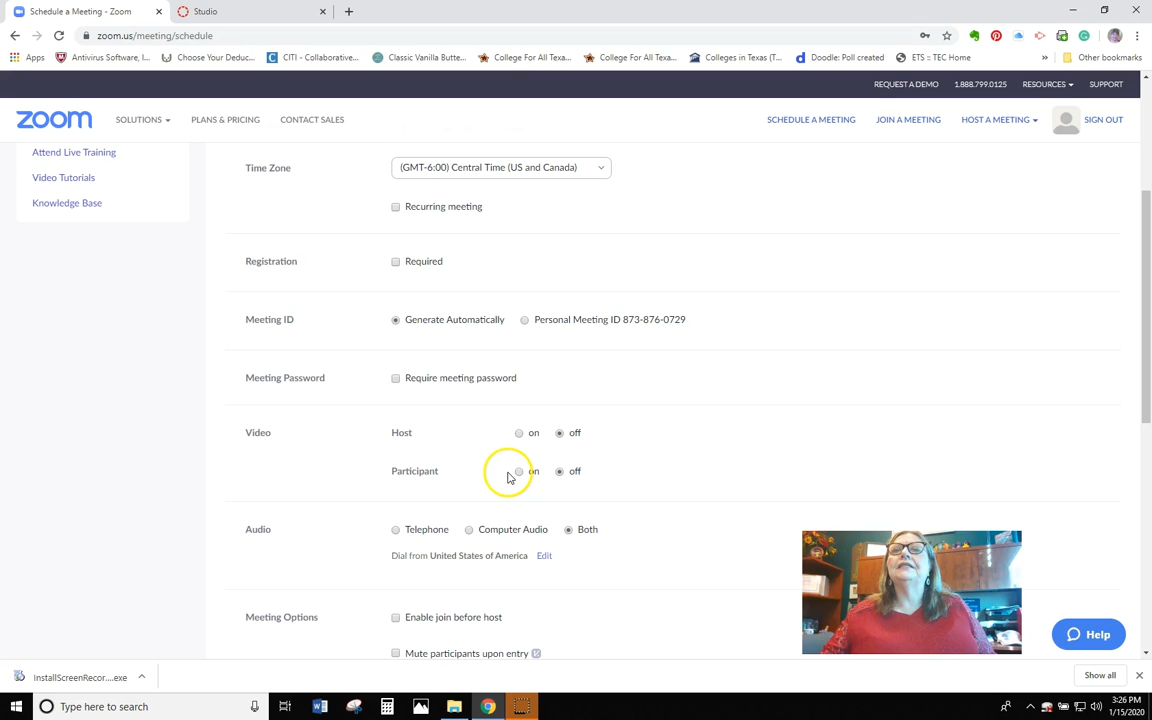 Schedule a Meeting - Zoom
Studio
zoom.us/meeting/schedule
Apps
McAfee Antivirus Software, I...
Choose Your Deduc...
CITI - Collaborative...
Classic Vanilla Butte...
College For All Texa...
College For All Texa...
Colleges in Texas (T...
Doodle: Poll created
ETS :: TEC Home
»
Other bookmarks
REQUEST A DEMO
1.888.799.0125
RESOURCES
SUPPORT
zoom
SOLUTIONS
PLANS & PRICING
CONTACT SALES
SCHEDULE A MEETING
JOIN A MEETING
HOST A MEETING
SIGN OUT
Attend Live Training
Video Tutorials
Knowledge Base
Time Zone
(GMT-6:00) Central Time (US and Canada)
Recurring meeting
Registration
Required
Meeting ID
Generate Automatically
Personal Meeting ID 873-876-0729
Meeting Password
Require meeting password
Video
Host
on
off
Participant
on
off
Audio
Telephone
Computer Audio
Both
Dial from United States of America Edit
Meeting Options
Enable join before host
Mute participants upon entry
Help
InstallScreenRecor....exe
Show all
Type here to search
3:26 PM
1/15/2020